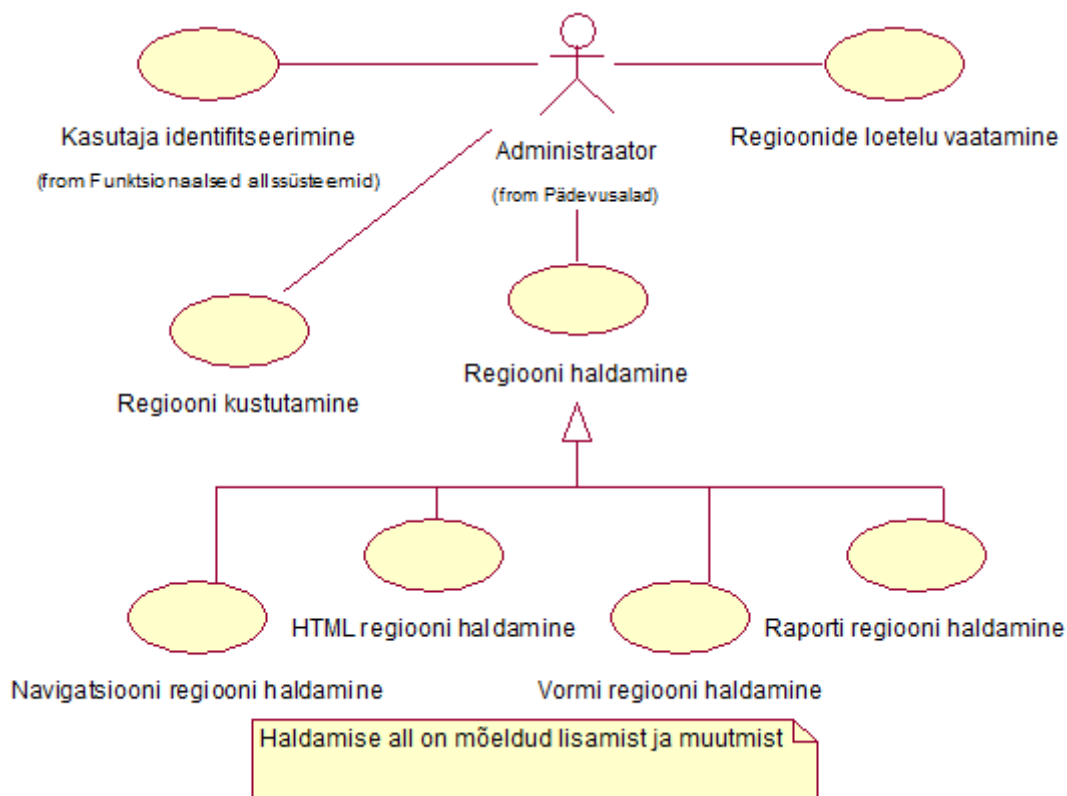 Kasutaja identifitseerimine
(from Funktsionaalsed allssüsteemid)
Administraator
(from Pädevusalad)
Regioonide loetelu vaatamine
Regiooni kustutamine
Regiooni haldamine
Navigatsiooni regiooni haldamine
HTML regiooni haldamine
Vormi regiooni haldamine
Raporti regiooni haldamine
Haldamise all on mõeldud lisamist ja muutmist